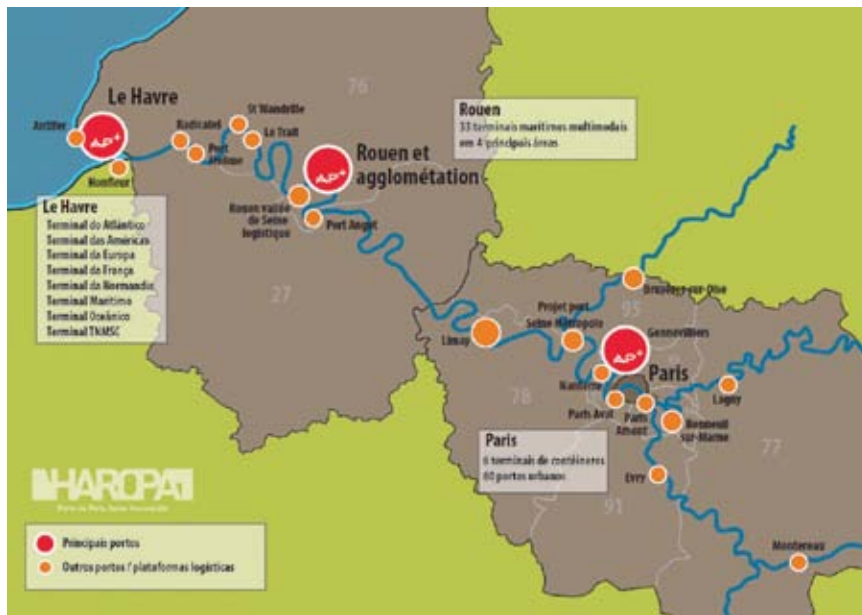 76
Le Havre
St Wandrille
Radicatel
Le Trait
Antifer
Port
Jérôme
Honfleur
Rouen
33 terminais marítimos multimodais
em 4 principais áreas
Rouen et
agglométation
Rouen vallée
de Seine
logistique
Port Angot
Le Havre
Terminal do Atlântico
Terminal das Américas
Terminal da Europa
Terminal da França
Terminal da Normandia
Terminal Marítimo
Terminal Oceânico
Terminal TNMSC
27
Bruyères-sur-Oise
95
Projet port
Seine Métropole
Gennevilliers
Limay
Nanterre
Paris
78
Lagny
Paris Aval
Paris
Amont
Bonneuil
sur-Marne
77
Paris
6 terminais de contêineres
60 portos urbanos
Evry
91
HAROPA
Montereau
Principais portos
Outros portos / plataformas logísticas